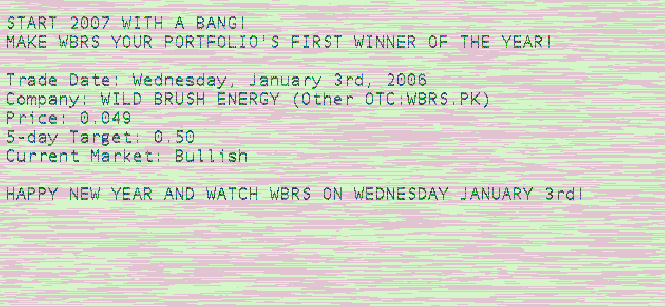 START 2007 WITH A BANG!
MAKE WBRS YOUR PORTFOLIO'S FIRST WINNER OF THE YEAR!
Trade Date: Wednesday, January 3rd, 2006
Company: WILD BRUSH ENERGY (Other OTC:WBRS.PK)
Price: 0.049
5-day Target: 0.50
Current Market: Bullish
HAPPY NEW YEAR AND WATCH WBRS ON WEDNESDAY JANUARY 3rd!